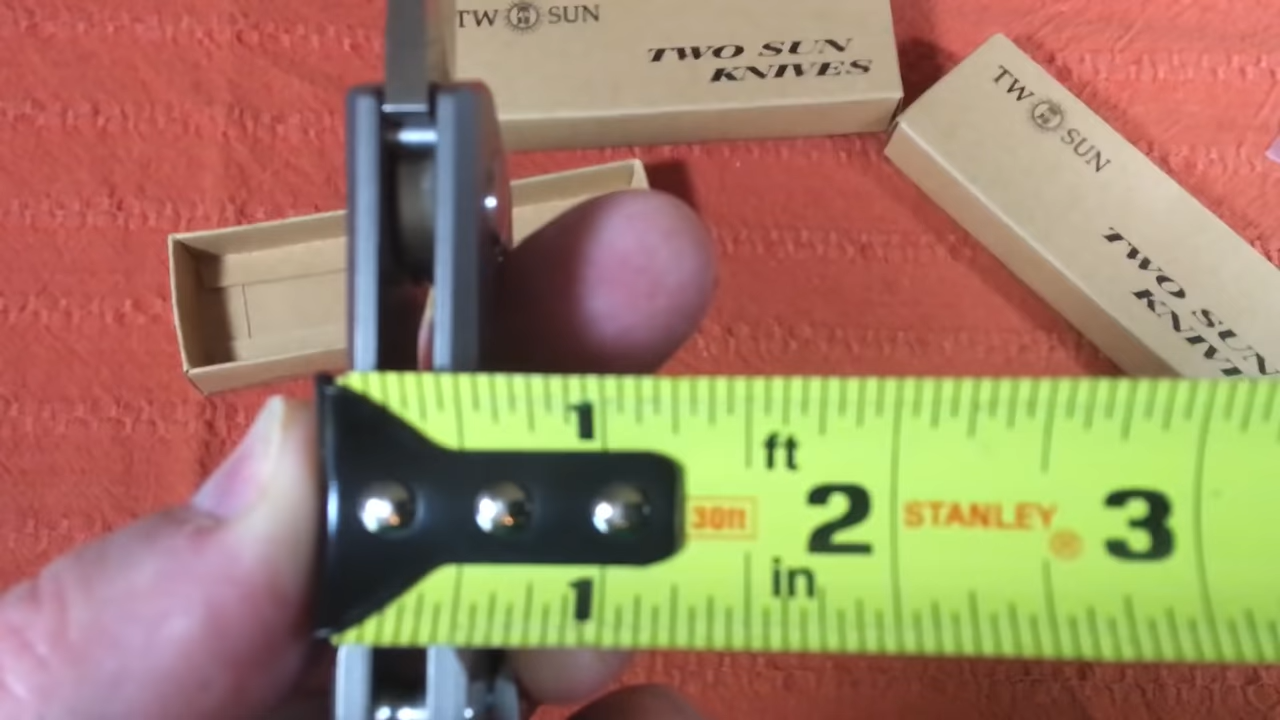 TW SUN
TWO SUN
KNIVES
TW SUN
TWO SUN
1
ft
30ft
2
STANLEY
3
in
1